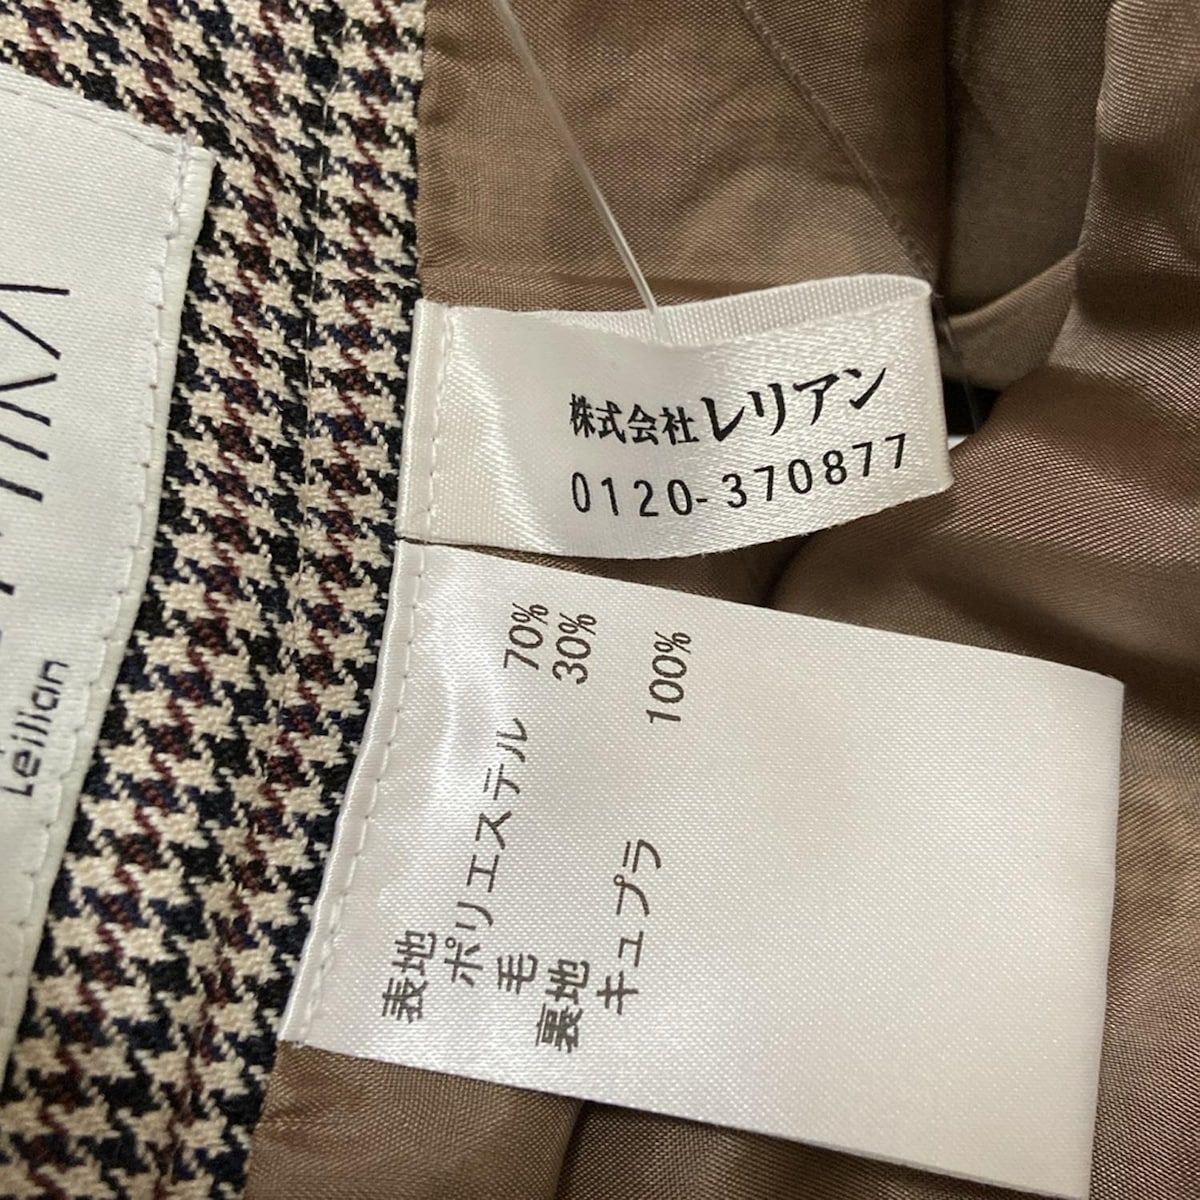 Leilian
株式会社レリアン
0120-370877
表地
ポリエステル 70%
毛 30%
裏地
キュプラ 100%